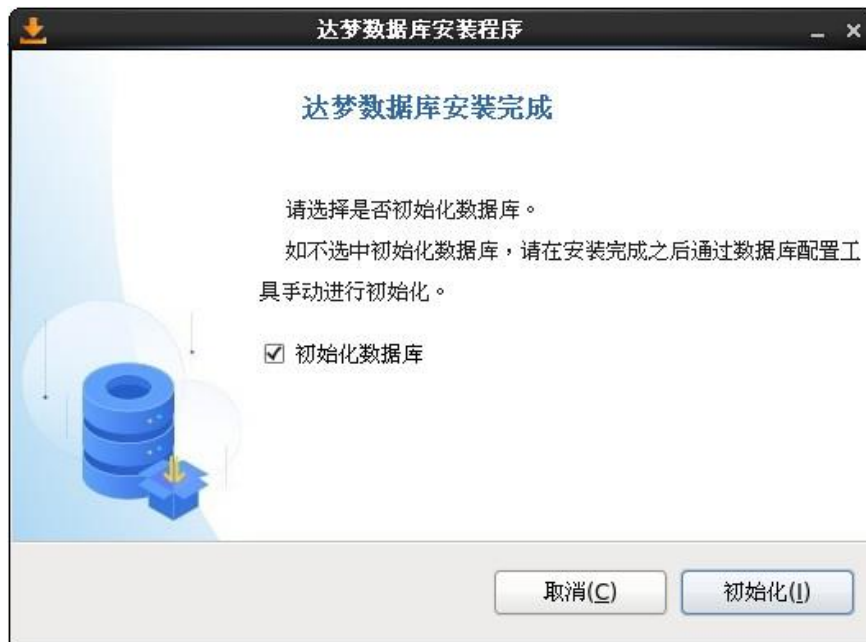 达梦数据库安装程序
达梦数据库安装完成
请选择是否初始化数据库。
如不选中初始化数据库，请在安装完成之后通过数据库配置工
具手动进行初始化。
初始化数据库
取消(C) 初始化(I)